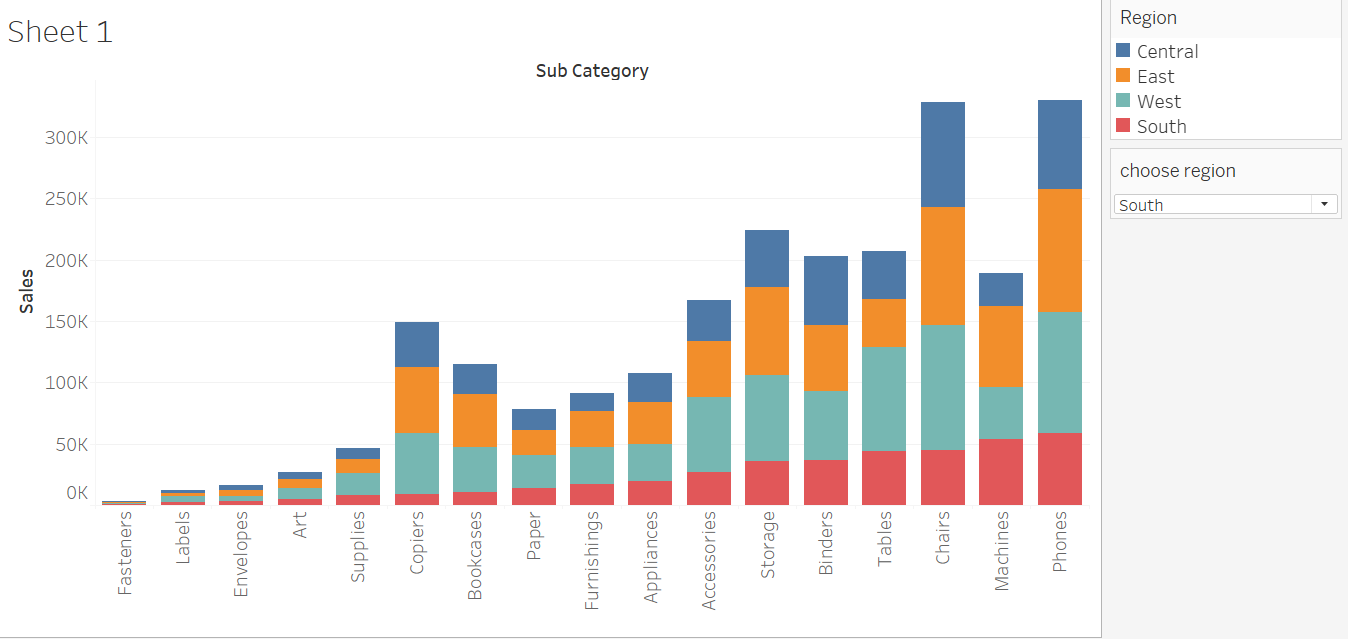 Sheet 1
Sub Category
Sales
300K
250K
200K
150K
100K
50K
0K
Fasteners
Labels
Envelopes
Art
Supplies
Copiers
Bookcases
Paper
Furnishings
Appliances
Accessories
Storage
Binders
Tables
Chairs
Machines
Phones
Region
Central
East
West
South
choose region
South